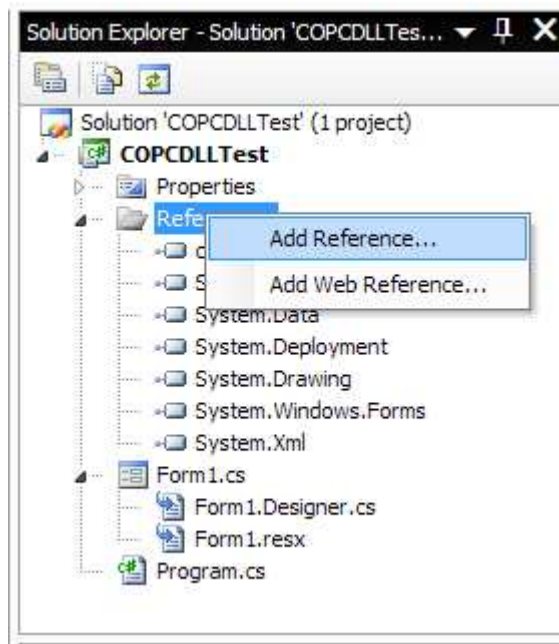 Solution Explorer - Solution 'COPCDLLTes...
Solution 'COPCDLLTest' (1 project)
COPCDLLTest
Properties
Add Reference...
Add Web Reference...
System.Data
System.Deployment
System.Drawing
System.Windows.Forms
System.Xml
Form1.cs
Form1.Designer.cs
Form1.resx
Program.cs